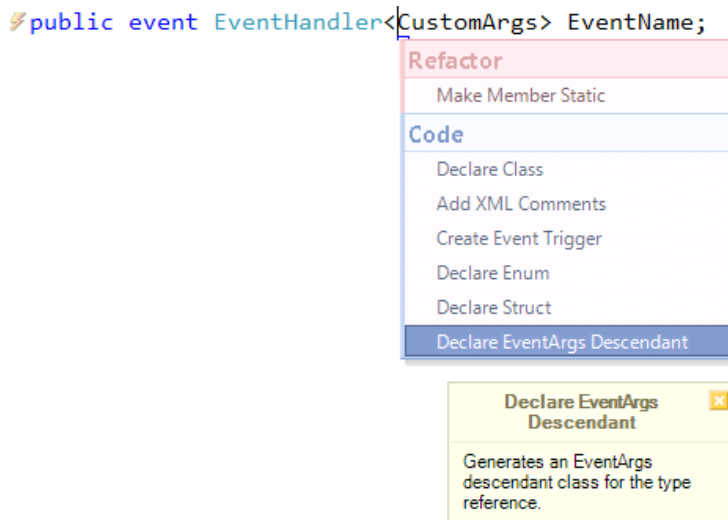 public event EventHandler<CustomArgs> EventName;
Refactor
Make Member Static
Code
Declare Class
Add XML Comments
Create Event Trigger
Declare Enum
Declare Struct
Declare EventArgs Descendant
Declare EventArgs
Descendant
Generates an EventArgs
descendant class for the type
reference.